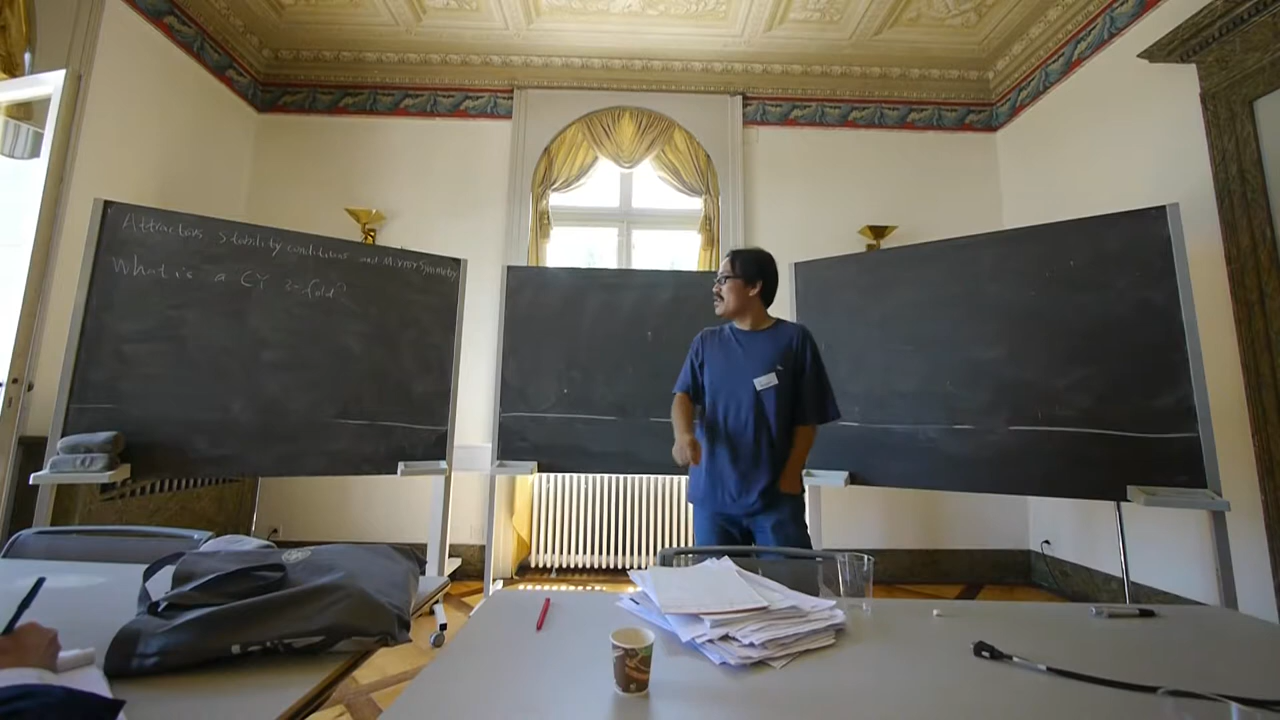 Attractors, Stability conditions and Mirror Symmetry
What is a CY 3-fold?